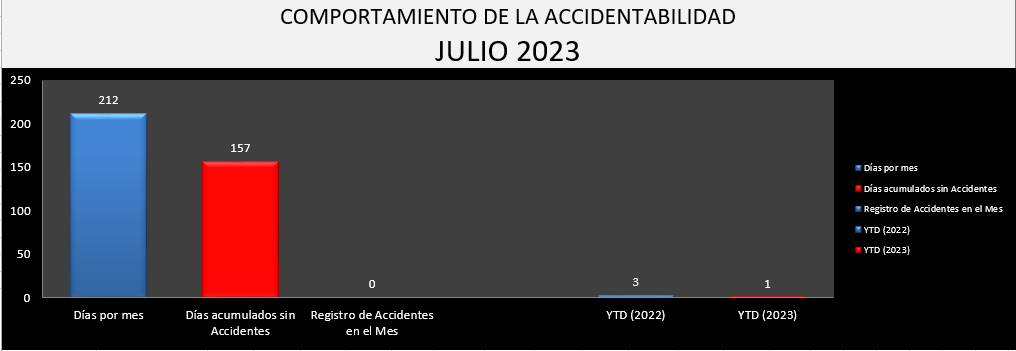 COMPORTAMIENTO DE LA ACCIDENTABILIDAD
JULIO 2023
250
200
150
100
50
0
212
157
0
3
1
Días por mes
Días acumulados sin
Accidentes
Registro de Accidentes
en el Mes
YTD (2022)
YTD (2023)
Días por mes
Días acumulados sin Accidentes
Registro de Accidentes en el Mes
YTD (2022)
YTD (2023)